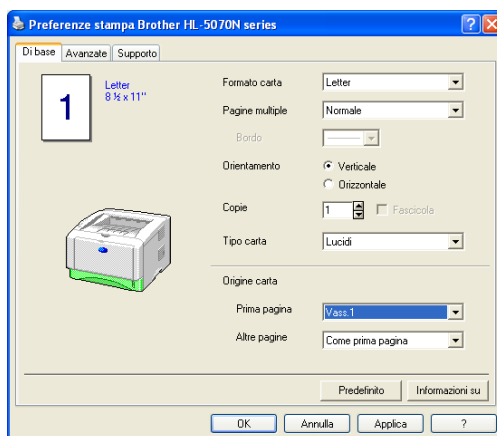 Preferenze stampa Brother HL-5070N series
Di base Avanzate Supporto
1
Letter
8 ½ x 11"
Formato carta Letter
Pagine multiple Normale
Bordo
Orientamento Verticale
Orizzontale
Copie 1 Fascicola
Tipo carta Lucidi
Origine carta
Prima pagina Vass.1
Altre pagine Come prima pagina
Predefinito Informazioni su
OK Annulla Applica ?